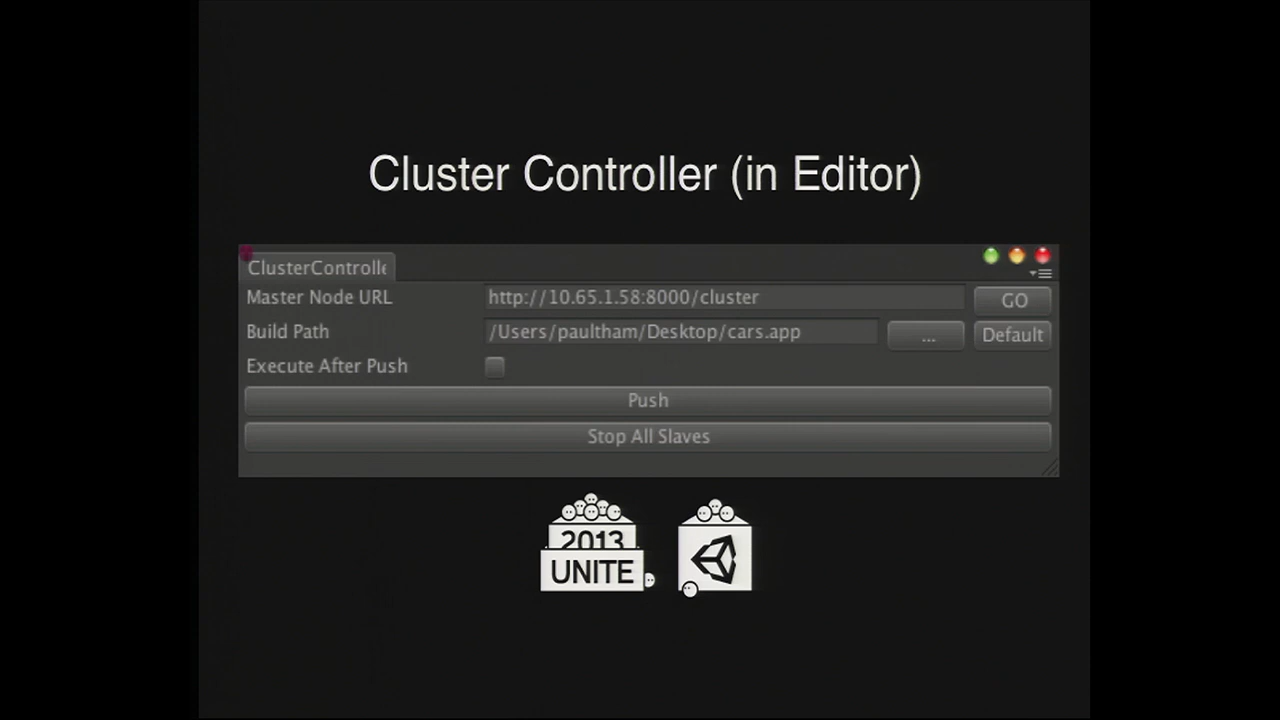 Cluster Controller (in Editor)
ClusterControlle
Master Node URL http://10.65.1.58:8000/cluster GO
Build Path /Users/paultham/Desktop/cars.app ... Default
Execute After Push
Push
Stop All Slaves
2013
UNITE